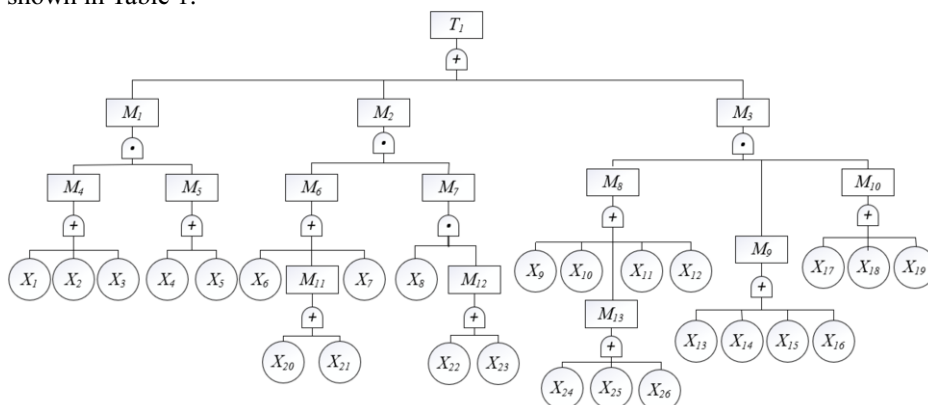 shown in Table 1.
T1
+
M1 M2 M3
• • •
M4 M5 M6 M7 M8 M10
+ + + • + +
M9
X1 X2 X3 X4 X5 X6 M11 X7 X8 M12 X9 X10 X11 X12 X17 X18 X19
+ + M13 +
X20 X21 X22 X23 + X13 X14 X15 X16
X24 X25 X26